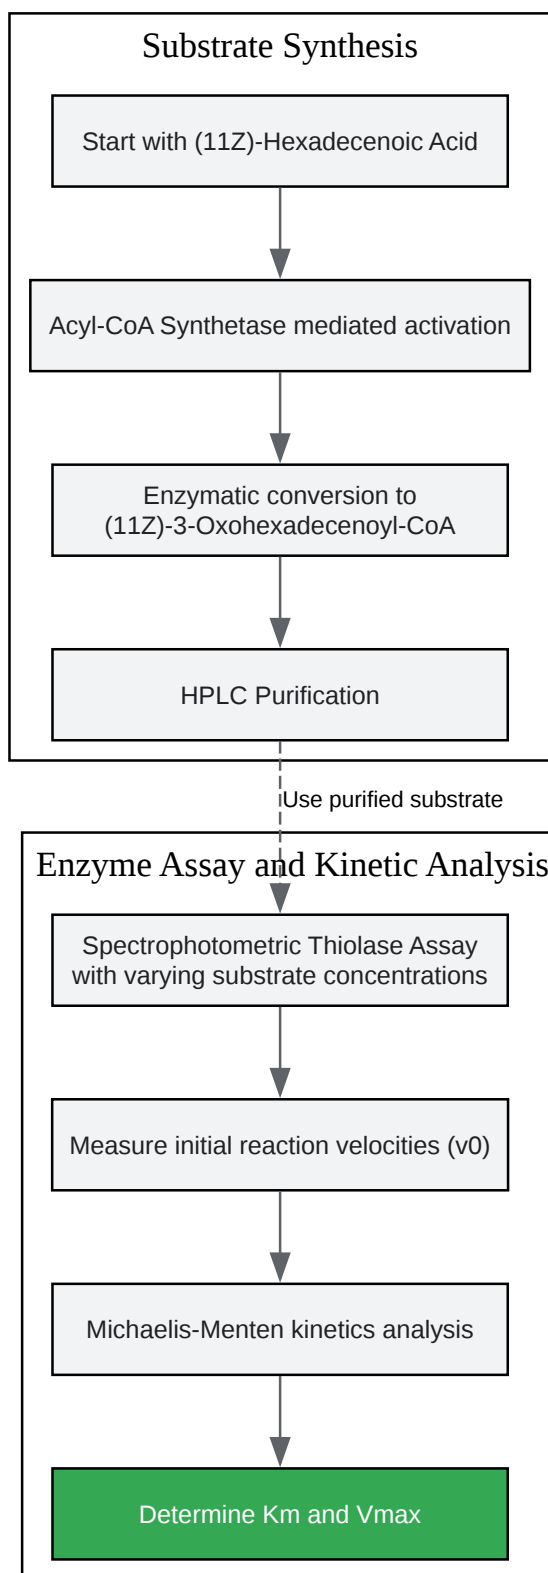 Substrate Synthesis
Start with (11Z)-Hexadecenoic Acid
Acyl-CoA Synthetase mediated activation
Enzymatic conversion to
(11Z)-3-Oxohexadecenoyl-CoA
HPLC Purification
Use purified substrate
Enzyme Assay and Kinetic Analysis
Spectrophotometric Thiolase Assay
with varying substrate concentrations
Measure initial reaction velocities (v0)
Michaelis-Menten kinetics analysis
Determine Km and Vmax